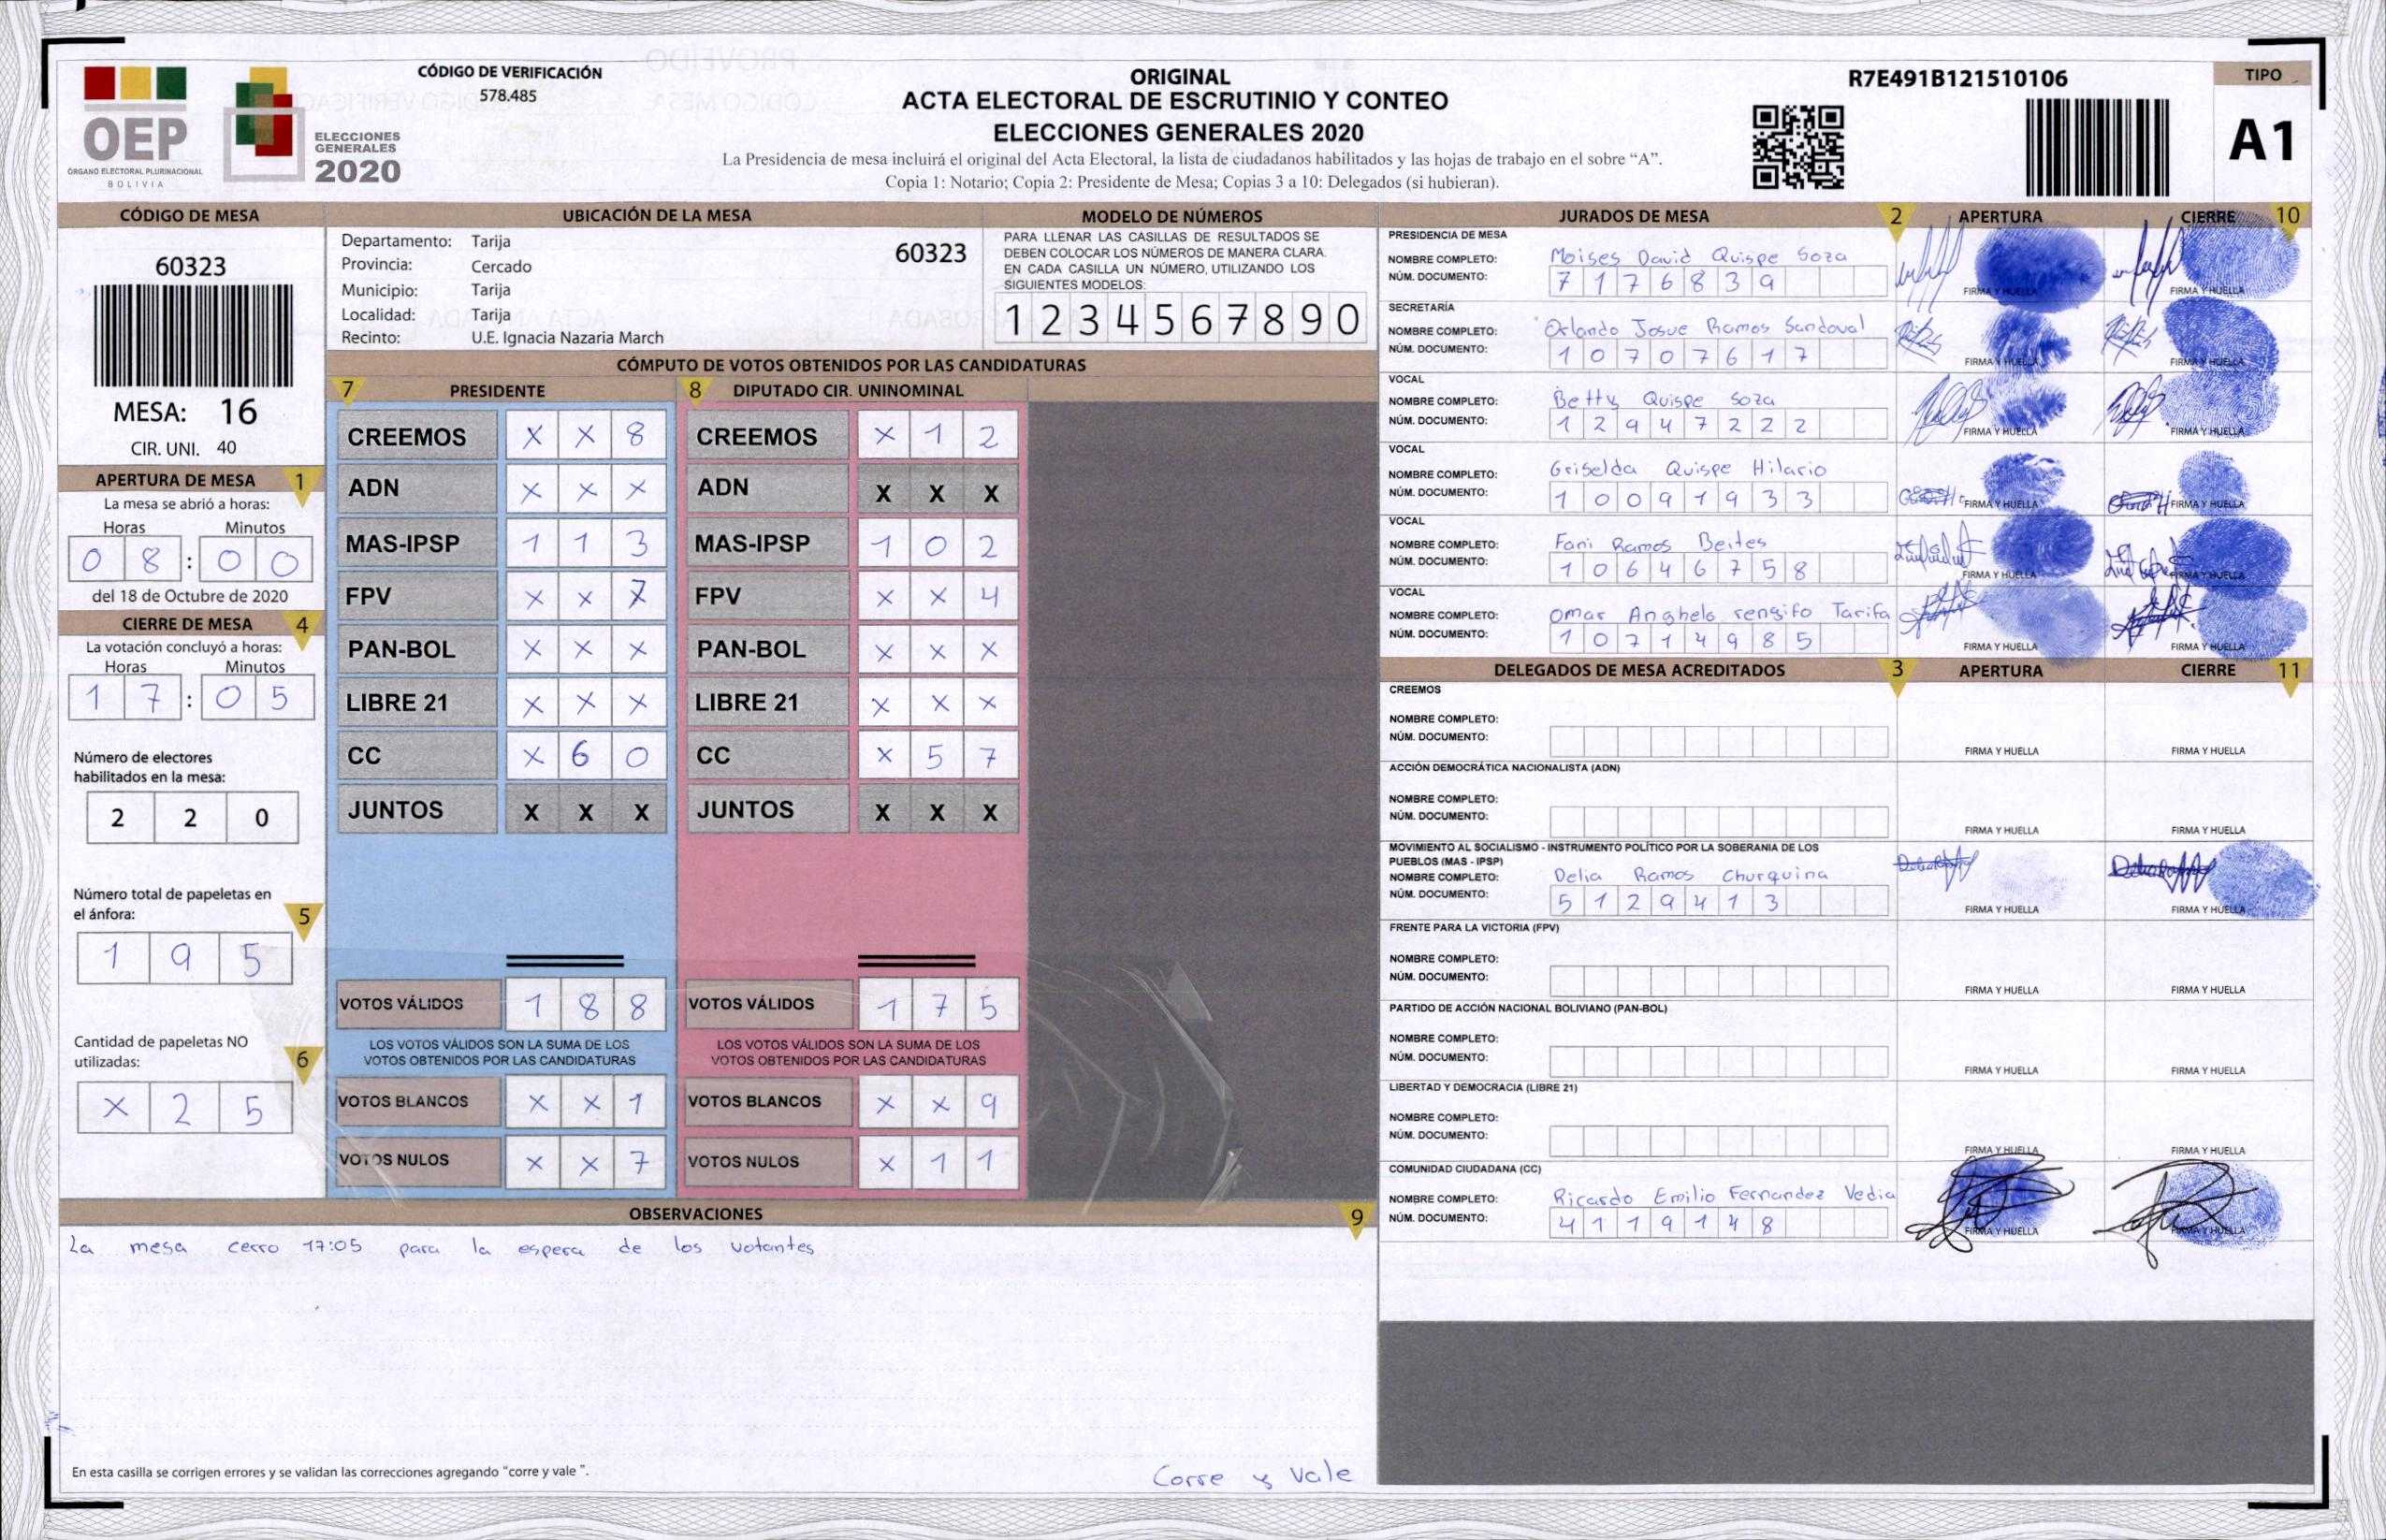 OEP
ÓRGANO ELECTORAL PLURINACIONAL
BOLIVIA
ELECCIONES
GENERALES
2020
CÓDIGO DE VERIFICACIÓN
578.485
ORIGINAL
ACTA ELECTORAL DE ESCRUTINIO Y CONTEO
ELECCIONES GENERALES 2020
La Presidencia de mesa incluirá el original del Acta Electoral, la lista de ciudadanos habilitados y las hojas de trabajo en el sobre “A”.
Copia 1: Notario; Copia 2: Presidente de Mesa; Copias 3 a 10: Delegados (si hubieran).
R7E491B121510106
TIPO
A1
CÓDIGO DE MESA
60323
MESA: 16
CIR. UNI. 40
APERTURA DE MESA 1
La mesa se abrió a horas:
Horas Minutos
0 8 : 0 0
del 18 de Octubre de 2020
CIERRE DE MESA 4
La votación concluyó a horas:
Horas Minutos
1 7 : 0 5
Número de electores
habilitados en la mesa:
2 2 0
Número total de papeletas en
el ánfora: 5
1 9 5
Cantidad de papeletas NO
utilizadas: 6
X 2 5
UBICACIÓN DE LA MESA
Departamento: Tarija
60323
Provincia: Cercado
Municipio: Tarija
Localidad: Tarija
Recinto: U.E. Ignacia Nazaria March
MODELO DE NÚMEROS
PARA LLENAR LAS CASILLAS DE RESULTADOS SE
DEBEN COLOCAR LOS NÚMEROS DE MANERA CLARA.
EN CADA CASILLA UN NÚMERO, UTILIZANDO LOS
SIGUIENTES MODELOS:
1 2 3 4 5 6 7 8 9 0
CÓMPUTO DE VOTOS OBTENIDOS POR LAS CANDIDATURAS
7 PRESIDENTE
CREEMOS X X 8
ADN X X X
MAS-IPSP 1 1 3
FPV X X 7
PAN-BOL X X X
LIBRE 21 X X X
CC X 6 0
JUNTOS X X X
VOTOS VÁLIDOS 1 8 8
LOS VOTOS VÁLIDOS SON LA SUMA DE LOS
VOTOS OBTENIDOS POR LAS CANDIDATURAS
VOTOS BLANCOS X X 1
VOTOS NULOS X X 7
8 DIPUTADO CIR. UNINOMINAL
CREEMOS X 1 2
ADN X X X
MAS-IPSP 1 0 2
FPV X X 4
PAN-BOL X X X
LIBRE 21 X X X
CC X 5 7
JUNTOS X X X
VOTOS VÁLIDOS 1 7 5
LOS VOTOS VÁLIDOS SON LA SUMA DE LOS
VOTOS OBTENIDOS POR LAS CANDIDATURAS
VOTOS BLANCOS X X 9
VOTOS NULOS X 1 1
OBSERVACIONES 9
La mesa cerro 17:05 para la espera de los votantes
En esta casilla se corrigen errores y se validan las correcciones agregando "corre y vale ".
Corre y Vale
JURADOS DE MESA 2 APERTURA CIERRE 10
PRESIDENCIA DE MESA
NOMBRE COMPLETO: Moises David Quispe Soza
NÚM. DOCUMENTO: 7 1 7 6 8 3 9
FIRMA Y HUELLA FIRMA Y HUELLA
SECRETARÍA
NOMBRE COMPLETO: Orlando Josue Ramos Sandoval
NÚM. DOCUMENTO: 1 0 7 0 7 6 1 7
FIRMA Y HUELLA FIRMA Y HUELLA
VOCAL
NOMBRE COMPLETO: Betty Quispe Soza
NÚM. DOCUMENTO: 1 2 9 4 7 2 2 2
FIRMA Y HUELLA FIRMA Y HUELLA
VOCAL
NOMBRE COMPLETO: Griselda Quispe Hilario
NÚM. DOCUMENTO: 1 0 0 9 1 9 3 3
FIRMA Y HUELLA FIRMA Y HUELLA
VOCAL
NOMBRE COMPLETO: Fani Ramos Beites
NÚM. DOCUMENTO: 1 0 6 4 6 7 5 8
FIRMA Y HUELLA FIRMA Y HUELLA
VOCAL
NOMBRE COMPLETO: Omar Anghelo rengifo Tarifa
NÚM. DOCUMENTO: 1 0 7 1 4 9 8 5
FIRMA Y HUELLA FIRMA Y HUELLA
DELEGADOS DE MESA ACREDITADOS 3 APERTURA CIERRE 11
CREEMOS
NOMBRE COMPLETO:
NÚM. DOCUMENTO:
FIRMA Y HUELLA FIRMA Y HUELLA
ACCIÓN DEMOCRÁTICA NACIONALISTA (ADN)
NOMBRE COMPLETO:
NÚM. DOCUMENTO:
FIRMA Y HUELLA FIRMA Y HUELLA
MOVIMIENTO AL SOCIALISMO - INSTRUMENTO POLÍTICO POR LA SOBERANIA DE LOS
PUEBLOS (MAS - IPSP)
NOMBRE COMPLETO: Delia Ramos Churquina
NÚM. DOCUMENTO: 5 1 2 9 4 1 3
FIRMA Y HUELLA FIRMA Y HUELLA
FRENTE PARA LA VICTORIA (FPV)
NOMBRE COMPLETO:
NÚM. DOCUMENTO:
FIRMA Y HUELLA FIRMA Y HUELLA
PARTIDO DE ACCIÓN NACIONAL BOLIVIANO (PAN-BOL)
NOMBRE COMPLETO:
NÚM. DOCUMENTO:
FIRMA Y HUELLA FIRMA Y HUELLA
LIBERTAD Y DEMOCRACIA (LIBRE 21)
NOMBRE COMPLETO:
NÚM. DOCUMENTO:
FIRMA Y HUELLA FIRMA Y HUELLA
COMUNIDAD CIUDADANA (CC)
NOMBRE COMPLETO: Ricardo Emilio Fernandez Vedia
NÚM. DOCUMENTO: 4 1 1 9 1 4 8
FIRMA Y HUELLA FIRMA Y HUELLA